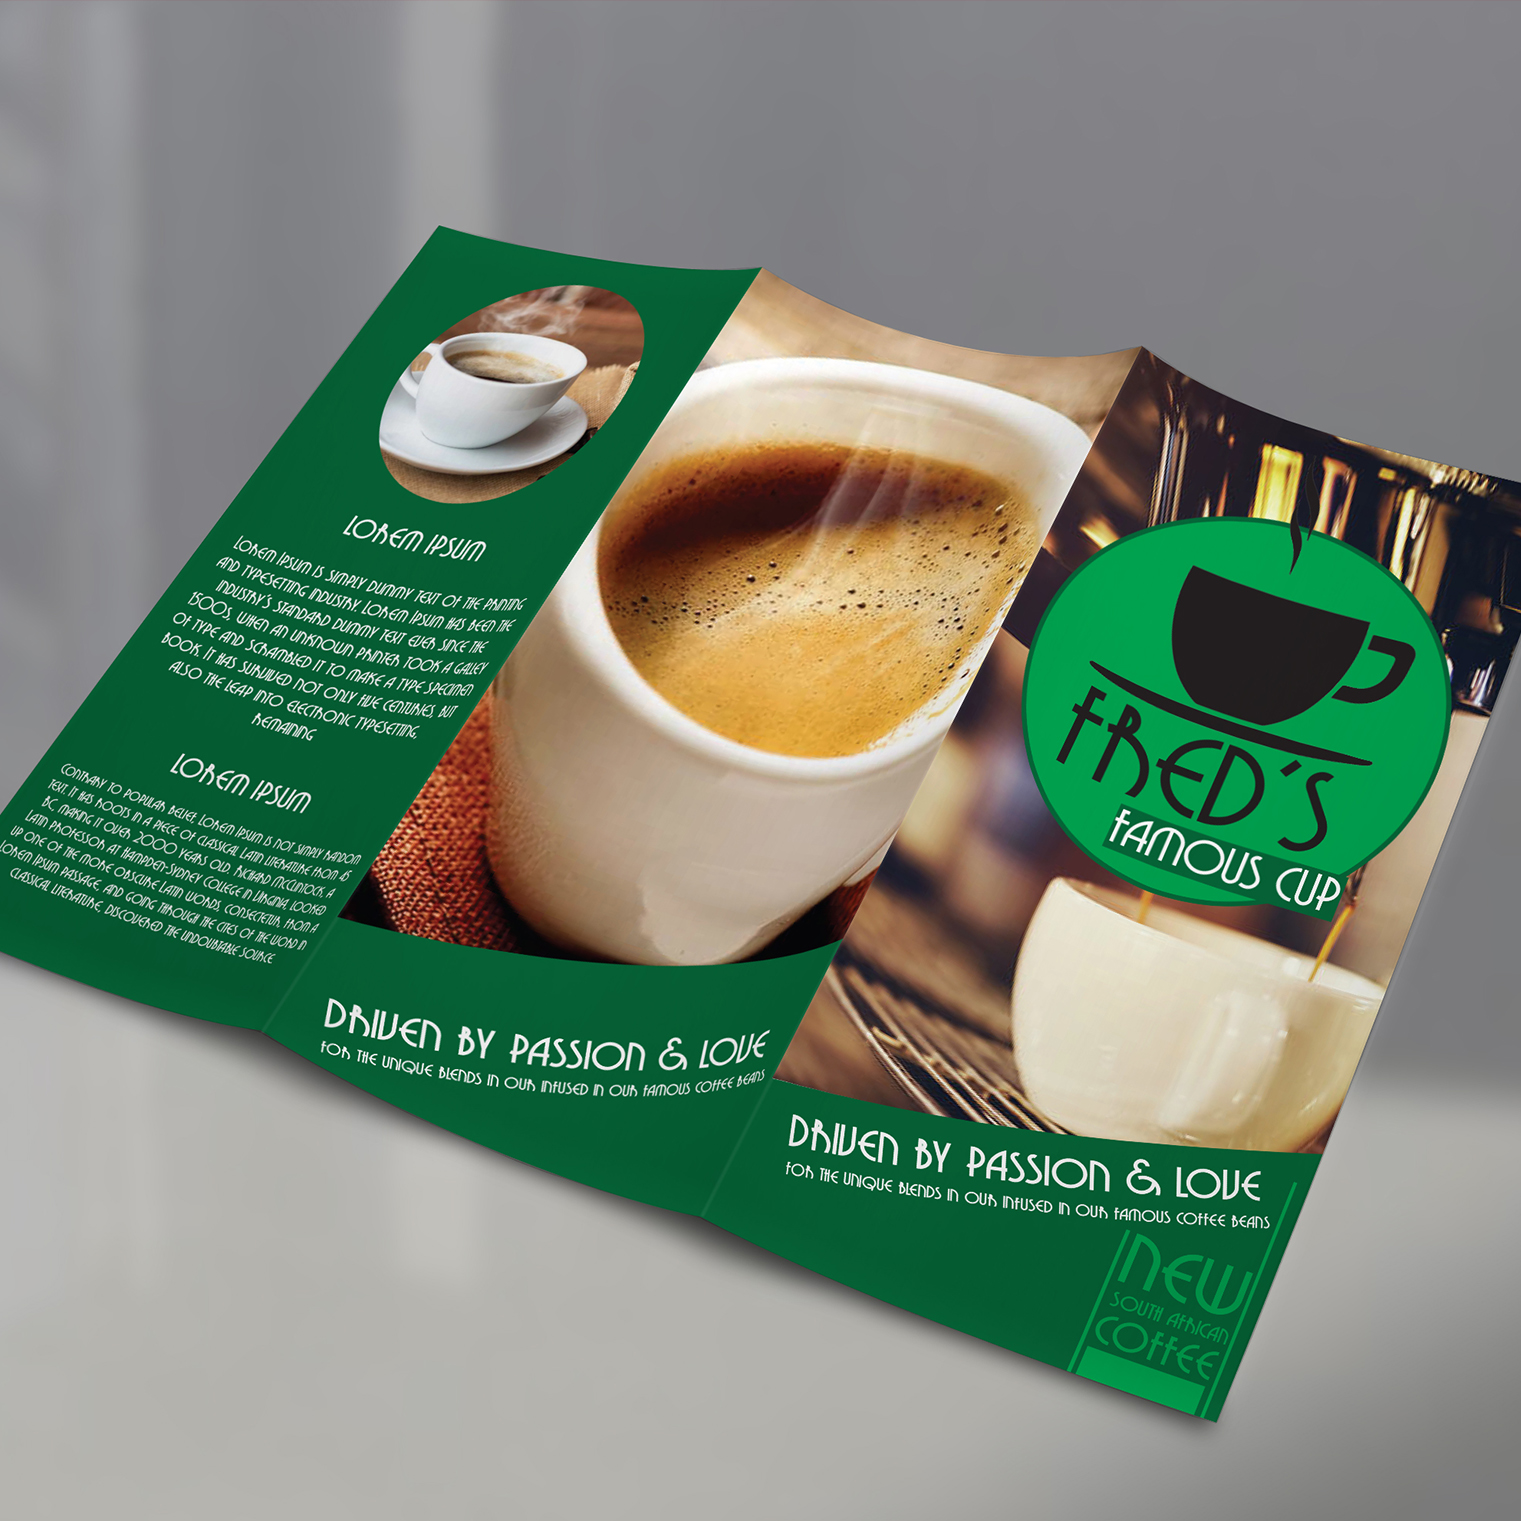 LOREM IPSUM
LOREM IPSUM IS SIMPLY DUMMY TEXT OF THE PRINTING
AND TYPESETTING INDUSTRY. LOREM IPSUM HAS BEEN THE
INDUSTRY'S STANDARD DUMMY TEXT EVER SINCE THE
1500S, WHEN AN UNKNOWN PRINTER TOOK A GALLEY
OF TYPE AND SCRAMBLED IT TO MAKE A TYPE SPECIMEN
BOOK. IT HAS SURVIVED NOT ONLY FIVE CENTURIES, BUT
ALSO THE LEAP INTO ELECTRONIC TYPESETTING,
REMAINING
LOREM IPSUM
CONTRARY TO POPULAR BELIEF, LOREM IPSUM IS NOT SIMPLY RANDOM
TEXT. IT HAS ROOTS IN A PIECE OF CLASSICAL LATIN LITERATURE FROM 45
BC, MAKING IT OVER 2000 YEARS OLD. RICHARD MCCLINTOCK, A
LATIN PROFESSOR AT HAMPDEN-SYDNEY COLLEGE IN VIRGINIA, LOOKED
UP ONE OF THE MORE OBSCURE LATIN WORDS, CONSECTETUR, FROM A
LOREM IPSUM PASSAGE, AND GOING THROUGH THE CITES OF THE WORD IN
CLASSICAL LITERATURE, DISCOVERED THE UNDOUBTABLE SOURCE.
DRIVEN BY PASSION & LOVE
FOR THE UNIQUE BLENDS IN OUR INFUSED IN OUR FAMOUS COFFEE BEANS
FRED'S
FAMOUS CUP
DRIVEN BY PASSION & LOVE
FOR THE UNIQUE BLENDS IN OUR INFUSED IN OUR FAMOUS COFFEE BEANS
NEW
SOUTH AFRICAN
COFFEE